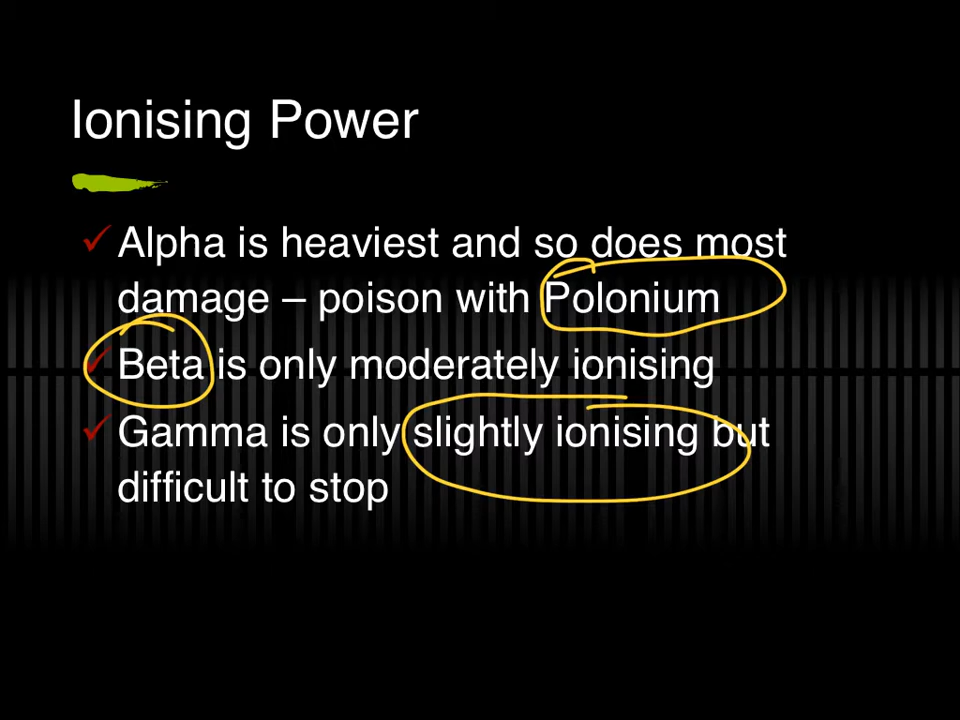 Ionising Power
Alpha is heaviest and so does most
damage – poison with Polonium
Beta is only moderately ionising
Gamma is only slightly ionising but
difficult to stop